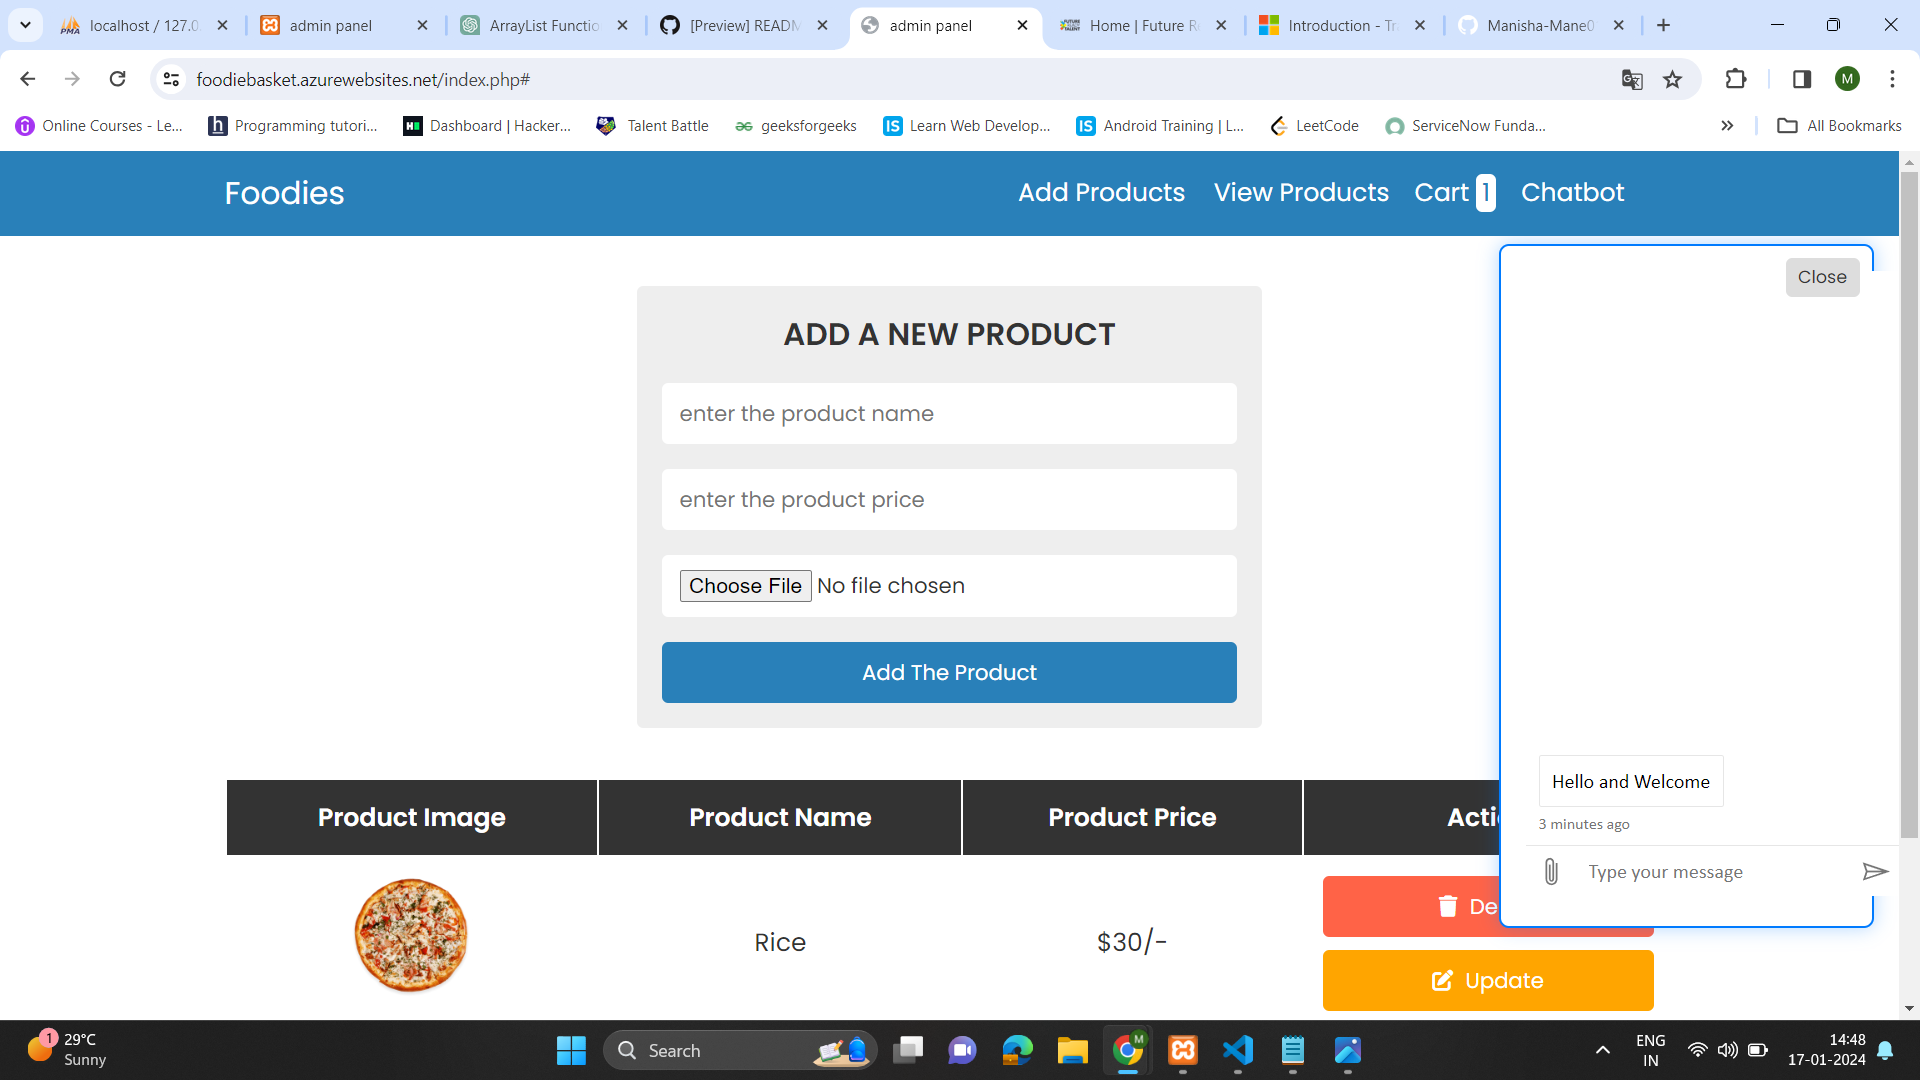 localhost / 127.0.
admin panel
ArrayList Functio
[Preview] READM
admin panel
Home | Future Re
Introduction - Tra
Manisha-Mane0
foodiebasket.azurewebsites.net/index.php#
M
Online Courses - Le...
Programming tutori...
Dashboard | Hacker...
Talent Battle
geeksforgeeks
Learn Web Develop...
Android Training | L...
LeetCode
ServiceNow Funda...
All Bookmarks
Foodies
Add Products
View Products
Cart 1
Chatbot
Close
ADD A NEW PRODUCT
enter the product name
enter the product price
Choose File No file chosen
Add The Product
Hello and Welcome
3 minutes ago
Type your message
Product Image
Product Name
Product Price
Acti
Rice
$30/-
De
Update
1
29°C
Sunny
Search
M
ENG
IN
14:48
17-01-2024